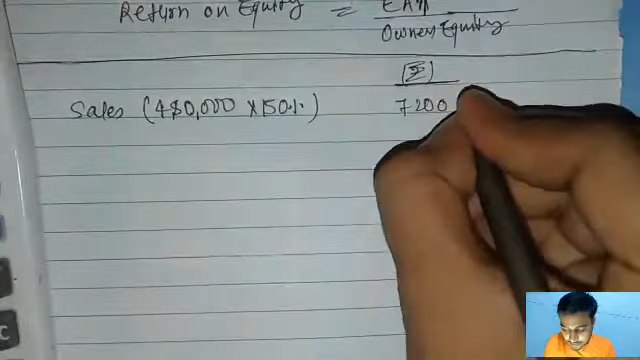 Return on Equity = EAT
Owners Equity
[₹]
Sales (480,000 × 150%) 7200
C